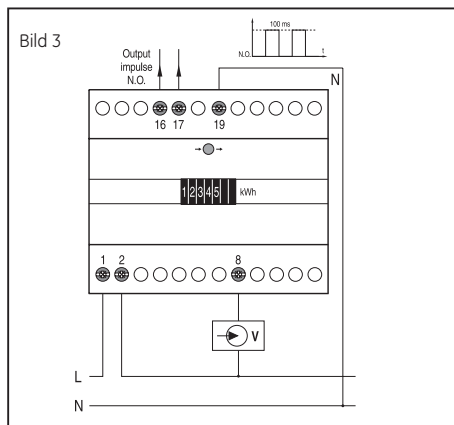 Bild 3
100 ms
N.O.
t
Output
impulse
N.O.
N
16 17 19
1 2 3 4 5 kWh
1 2 8
V
L
N